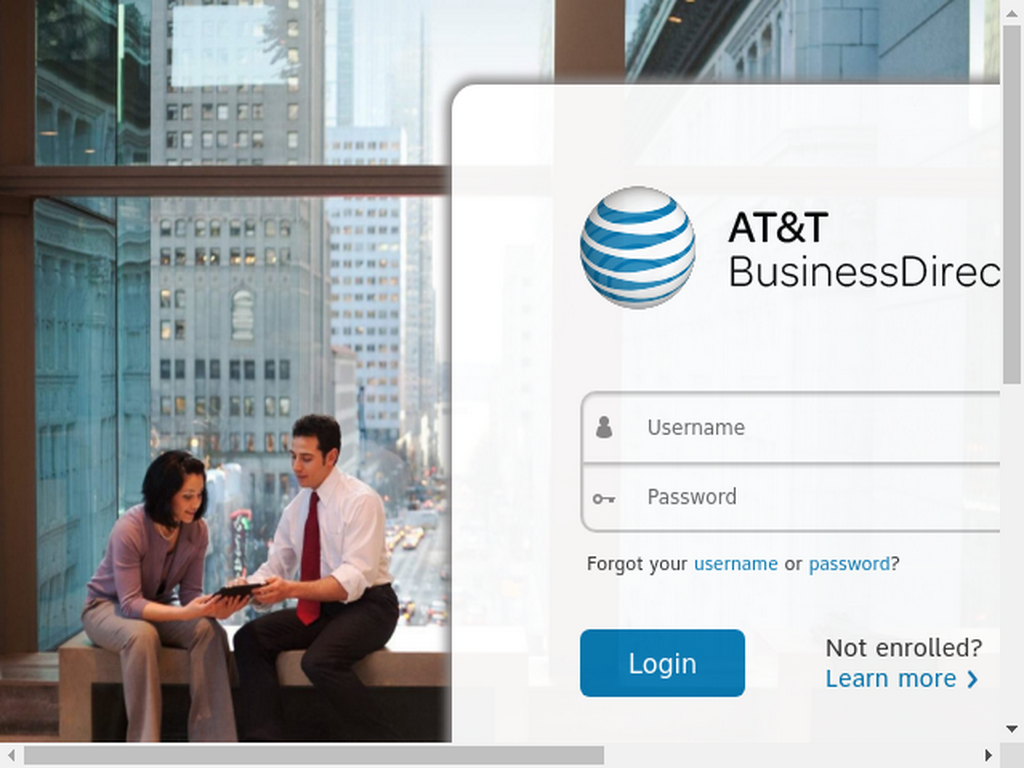 AT&T
BusinessDirec
Username
Password
Forgot your username or password?
Login
Not enrolled?
Learn more